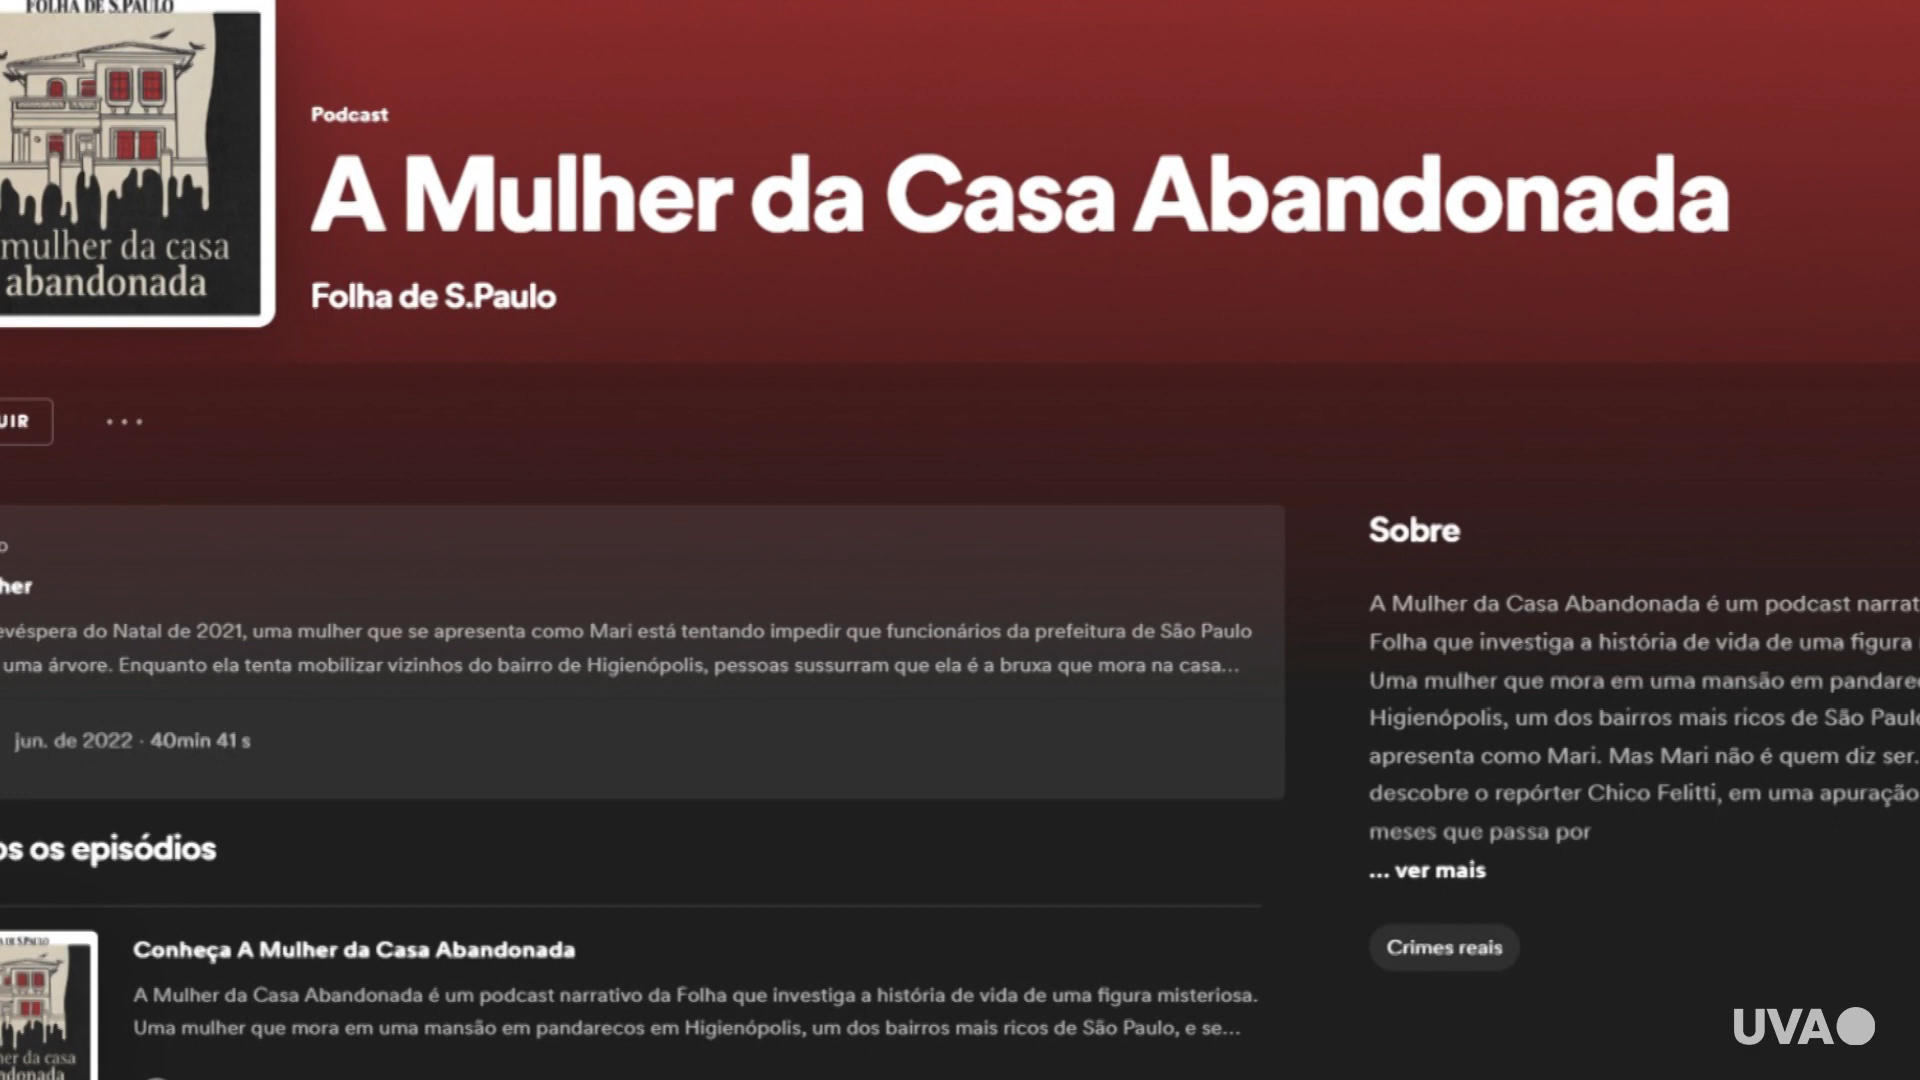 FOLHA DE S.PAULO
mulher da casa
abandonada
Podcast
A Mulher da Casa Abandonada
Folha de S.Paulo
UIR
...
her
evéspera do Natal de 2021, uma mulher que se apresenta como Mari está tentando impedir que funcionários da prefeitura de São Paulo
uma árvore. Enquanto ela tenta mobilizar vizinhos do bairro de Higienópolis, pessoas sussurram que ela é a bruxa que mora na casa...
jun. de 2022 · 40min 41 s
os os episódios
Conheça A Mulher da Casa Abandonada
A Mulher da Casa Abandonada é um podcast narrativo da Folha que investiga a história de vida de uma figura misteriosa.
Uma mulher que mora em uma mansão em pandarecos em Higienópolis, um dos bairros mais ricos de São Paulo, e se...
her da casa
ndonada
Sobre
A Mulher da Casa Abandonada é um podcast narrat
Folha que investiga a história de vida de uma figura
Uma mulher que mora em uma mansão em pandarec
Higienópolis, um dos bairros mais ricos de São Paulo
apresenta como Mari. Mas Mari não é quem diz ser.
descobre o repórter Chico Felitti, em uma apuração
meses que passa por
... ver mais
Crimes reais
UVA